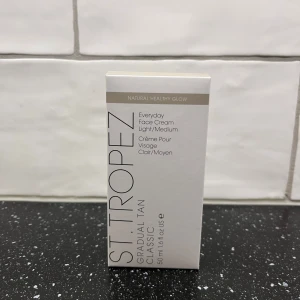 NATURAL HEALTHY GLOW
Everyday
Face Cream
Light/Medium
Crème Pour
Visage
Clair/Moyen
ST.TROPEZ
GRADUAL TAN
CLASSIC
50 ml / 1.6 fl oz US ℮